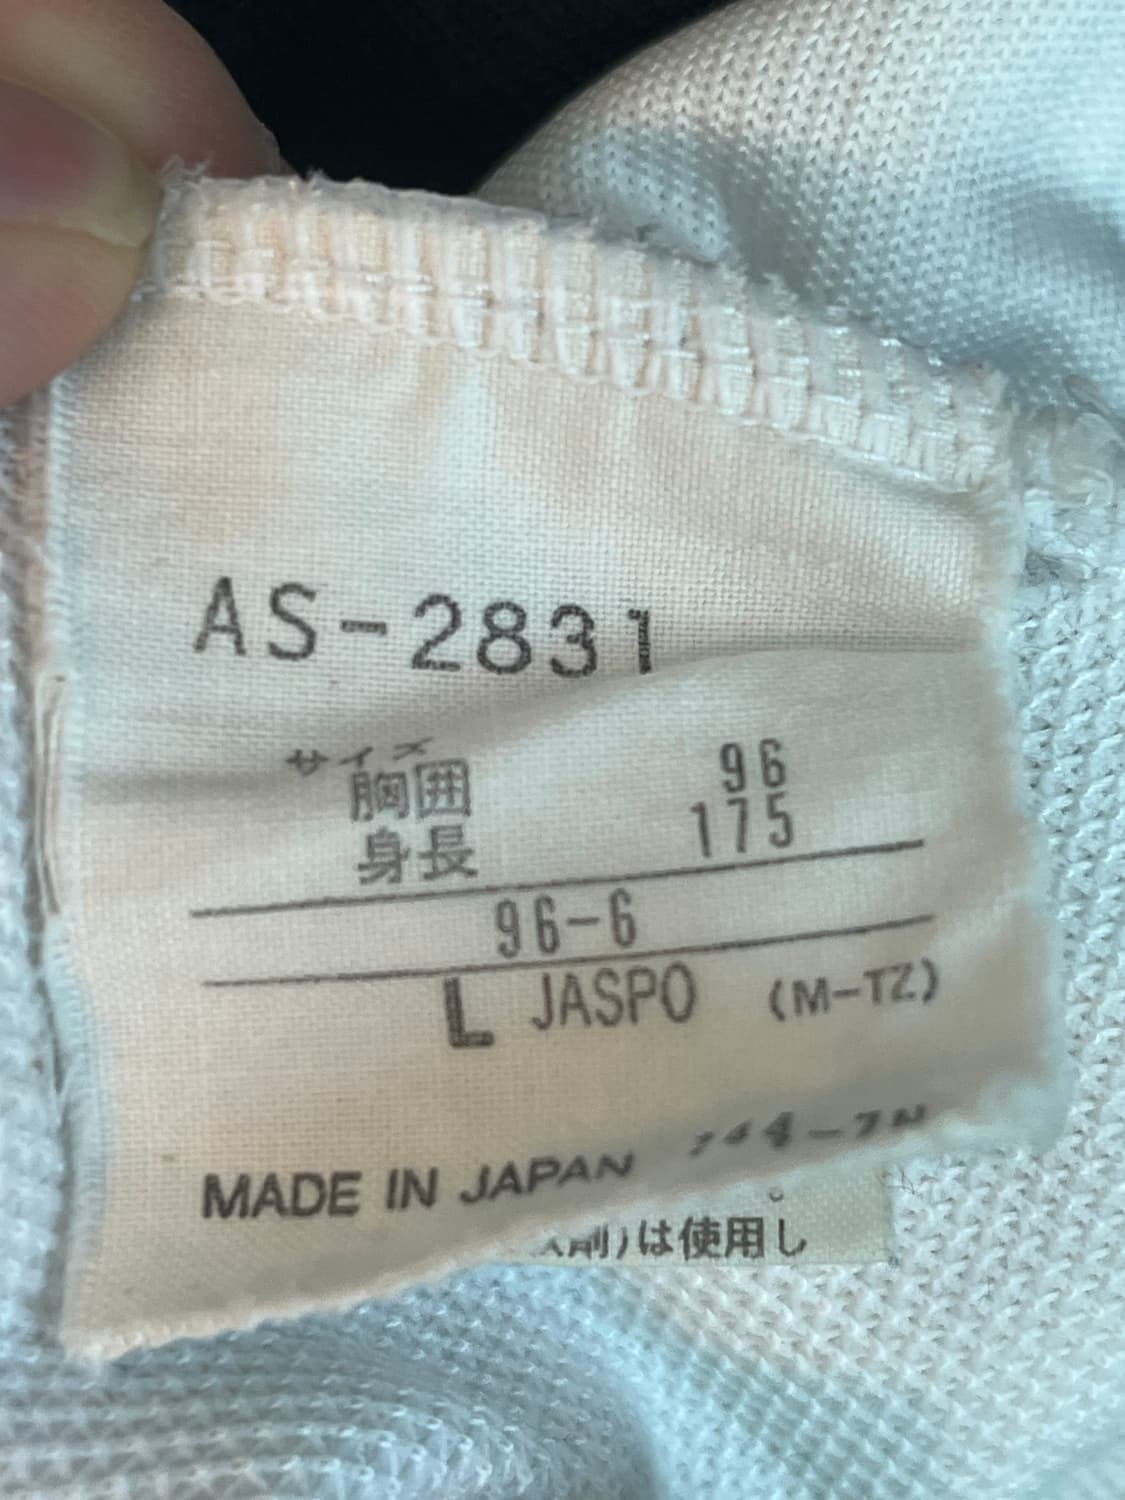 AS-2831
サイズ
胸囲 96
身長 175
96-6
L JASPO (M-TZ)
MADE IN JAPAN
剤)は使用し